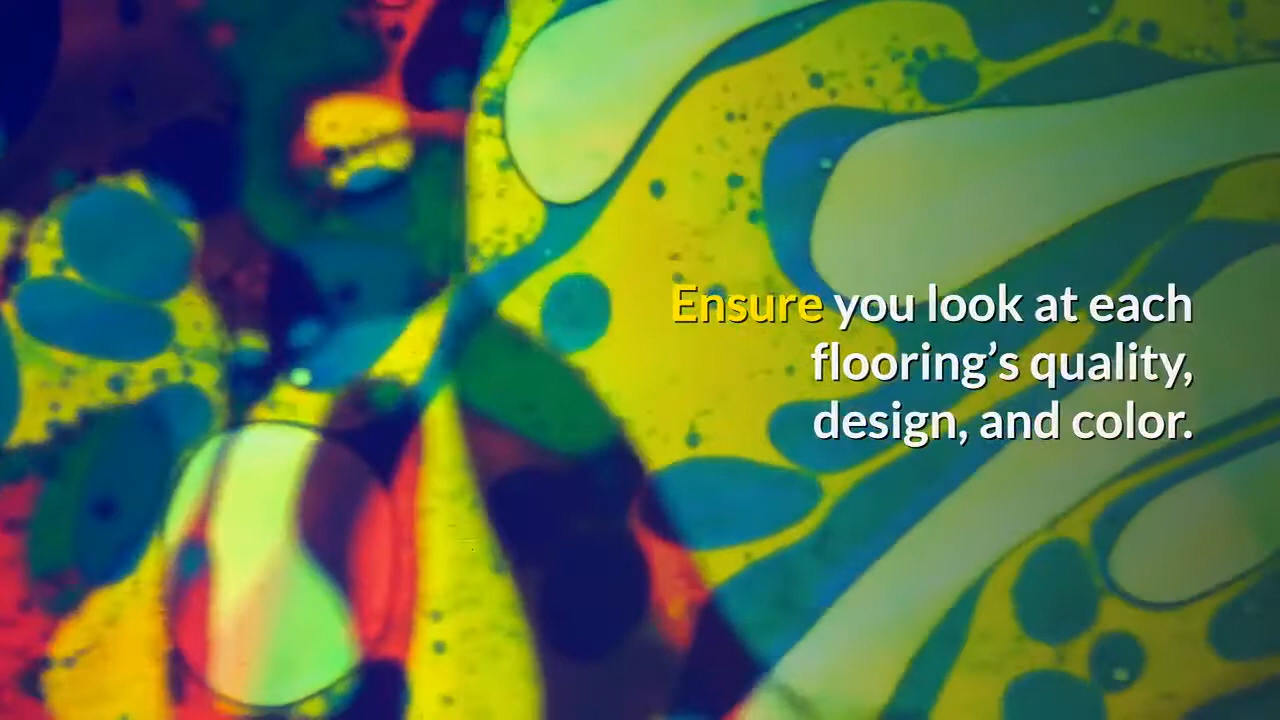 Ensure you look at each
flooring’s quality,
design, and color.